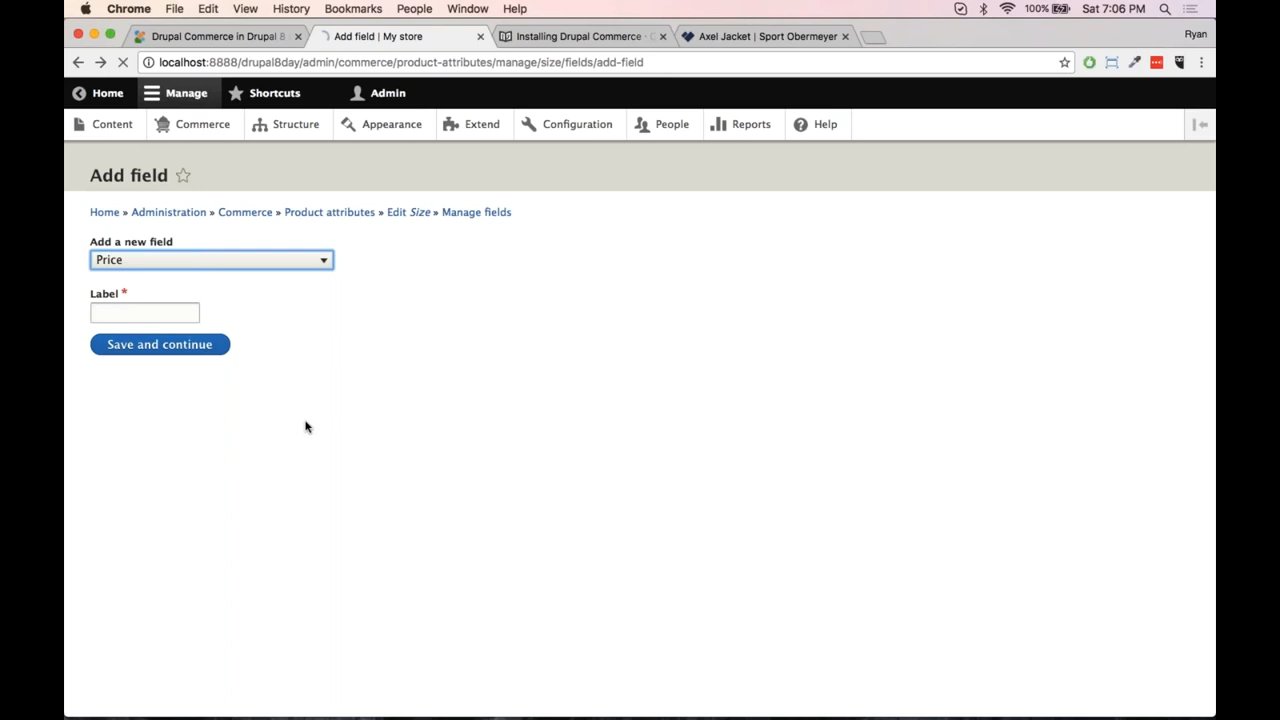 Chrome File Edit View History Bookmarks People Window Help 100% Sat 7:06 PM
Drupal Commerce in Drupal 8 Add field | My store Installing Drupal Commerce · Axel Jacket | Sport Obermeyer Ryan
localhost:8888/drupal8day/admin/commerce/product-attributes/manage/size/fields/add-field
Home Manage Shortcuts Admin
Content Commerce Structure Appearance Extend Configuration People Reports Help
Add field
Home » Administration » Commerce » Product attributes » Edit Size » Manage fields
Add a new field
Price
Label *
Save and continue